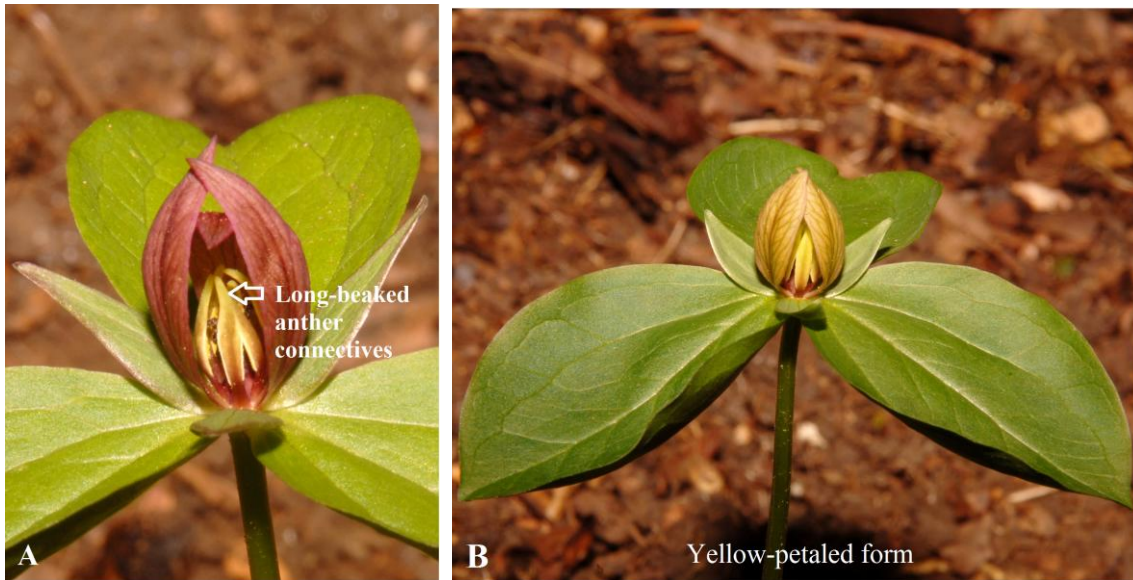 Long-beaked
anther
connectives
A
B
Yellow-petaled form